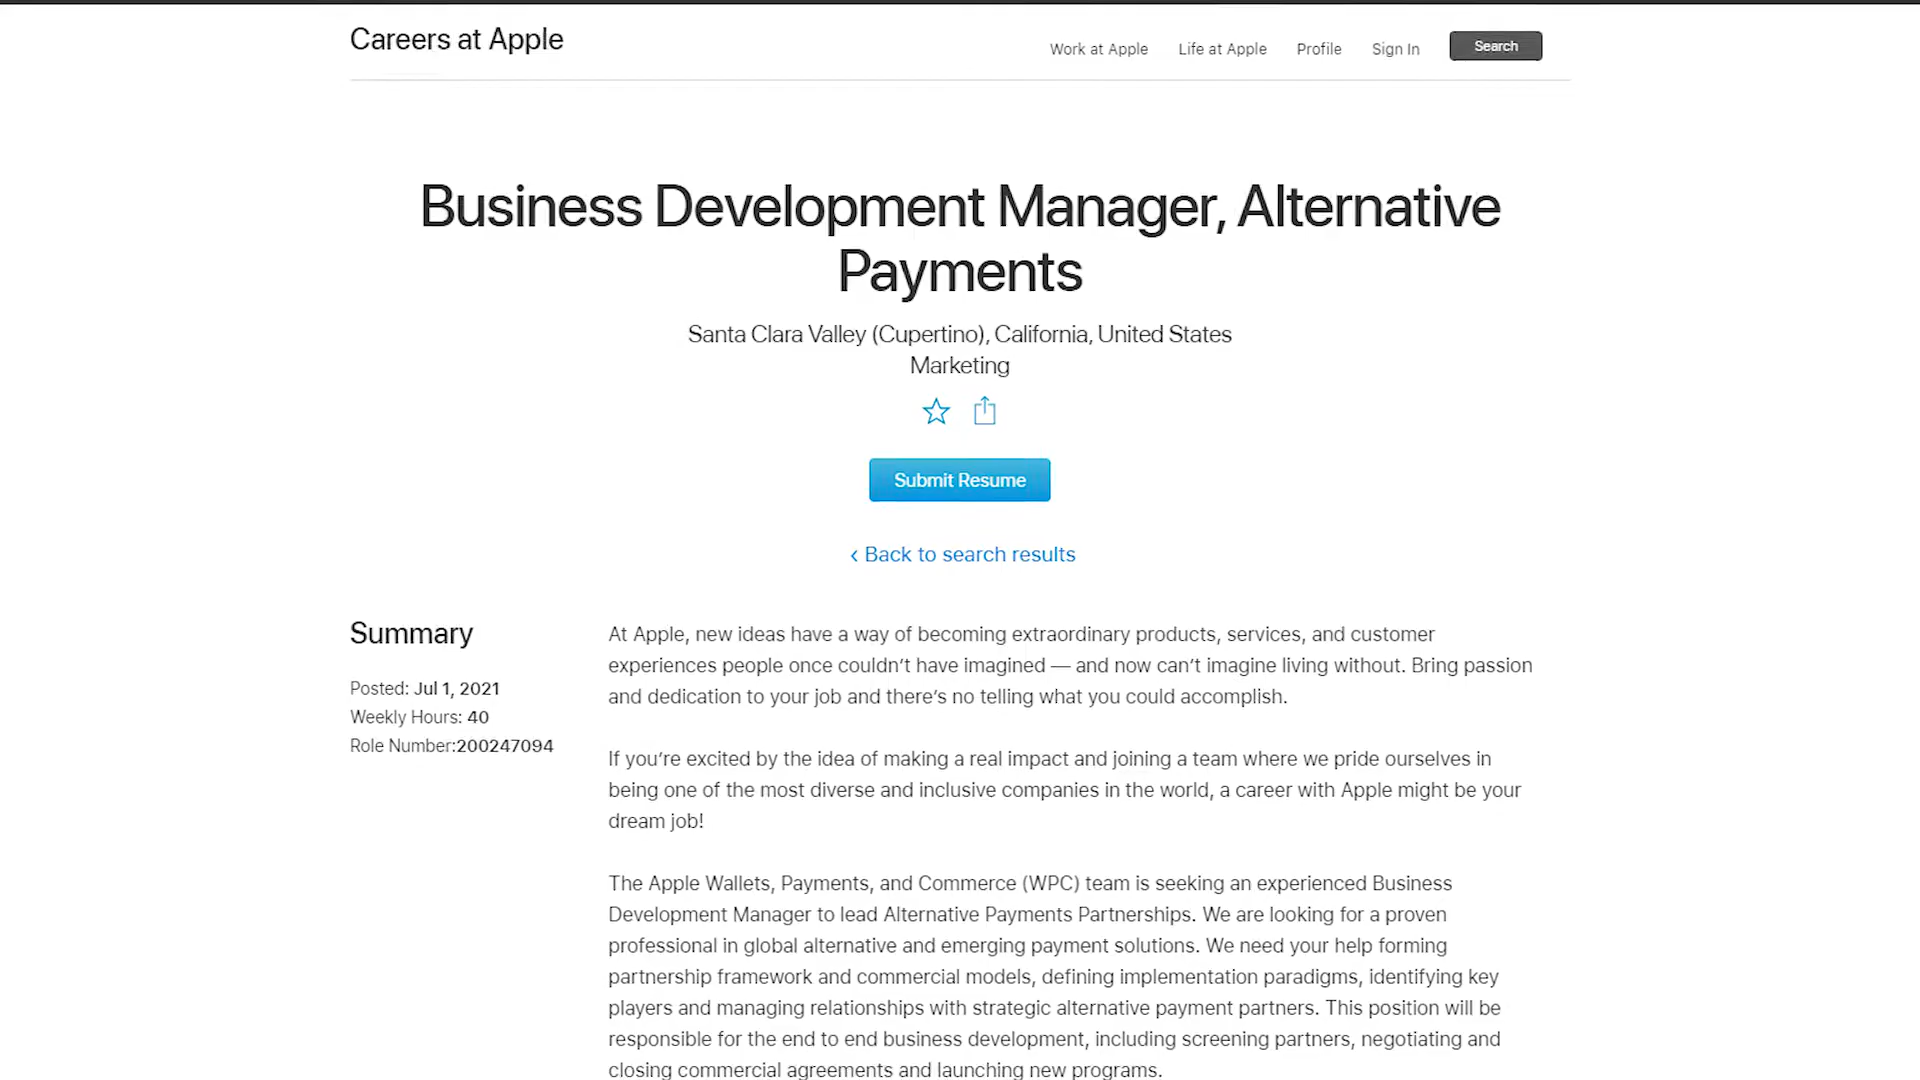 Careers at Apple
Work at Apple Life at Apple Profile Sign In Search
Business Development Manager, Alternative
Payments
Santa Clara Valley (Cupertino), California, United States
Marketing
Submit Resume
‹ Back to search results
Summary
Posted: Jul 1, 2021
Weekly Hours: 40
Role Number:200247094
At Apple, new ideas have a way of becoming extraordinary products, services, and customer
experiences people once couldn’t have imagined — and now can’t imagine living without. Bring passion
and dedication to your job and there’s no telling what you could accomplish.
If you’re excited by the idea of making a real impact and joining a team where we pride ourselves in
being one of the most diverse and inclusive companies in the world, a career with Apple might be your
dream job!
The Apple Wallets, Payments, and Commerce (WPC) team is seeking an experienced Business
Development Manager to lead Alternative Payments Partnerships. We are looking for a proven
professional in global alternative and emerging payment solutions. We need your help forming
partnership framework and commercial models, defining implementation paradigms, identifying key
players and managing relationships with strategic alternative payment partners. This position will be
responsible for the end to end business development, including screening partners, negotiating and
closing commercial agreements and launching new programs.